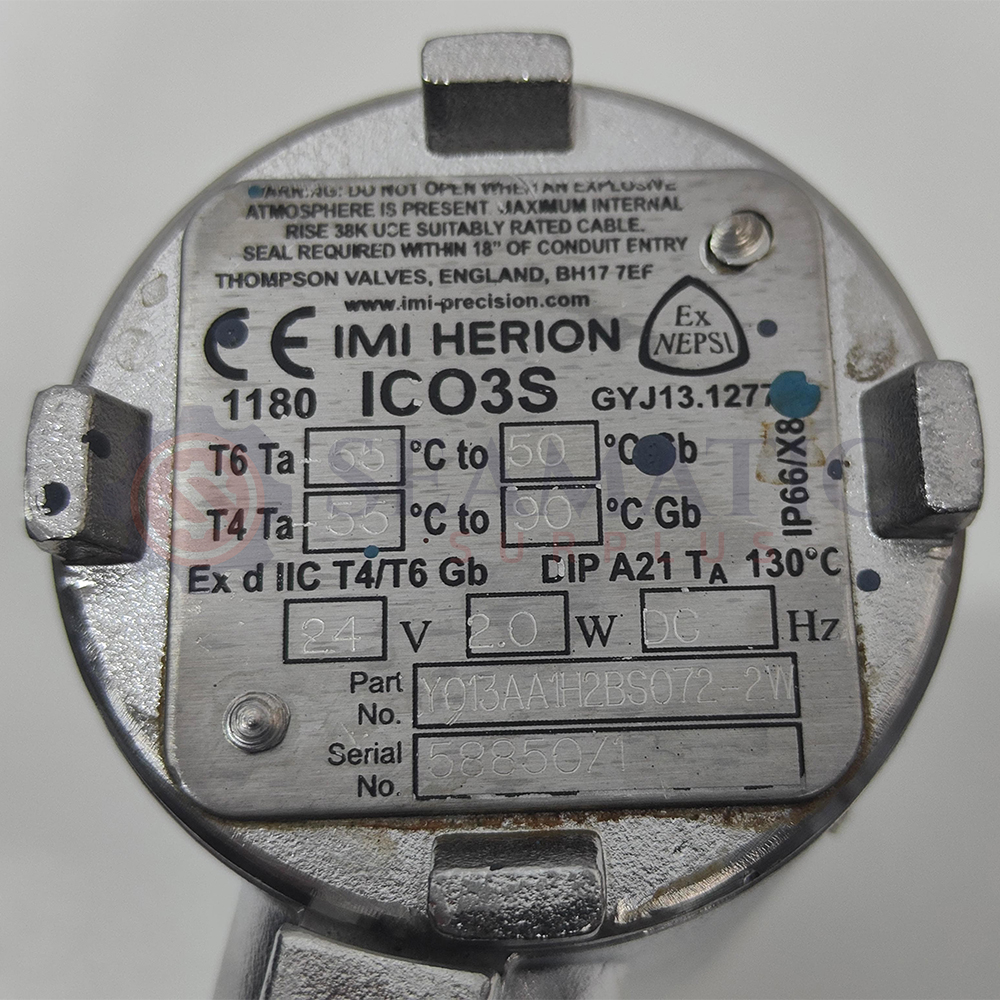 WARNING: DO NOT OPEN WHEN AN EXPLOSIVE
ATMOSPHERE IS PRESENT. MAXIMUM INTERNAL
RISE 38K USE SUITABLY RATED CABLE.
SEAL REQUIRED WITHIN 18" OF CONDUIT ENTRY
THOMPSON VALVES, ENGLAND, BH17 7EF
www.imi-precision.com
CE IMI HERION Ex NEPSI
1180 ICO3S GYJ13.1277
IP66/X8
T6 Ta -55 °C to 50 °C Gb
T4 Ta -55 °C to 90 °C Gb
SEAMATIC
SURPLUS
Ex d IIC T4/T6 Gb DIP A21 TA 130°C
24 V 2.0 W DC Hz
Part No. Y013AA1H2BS072-2W
Serial No. 58850/1